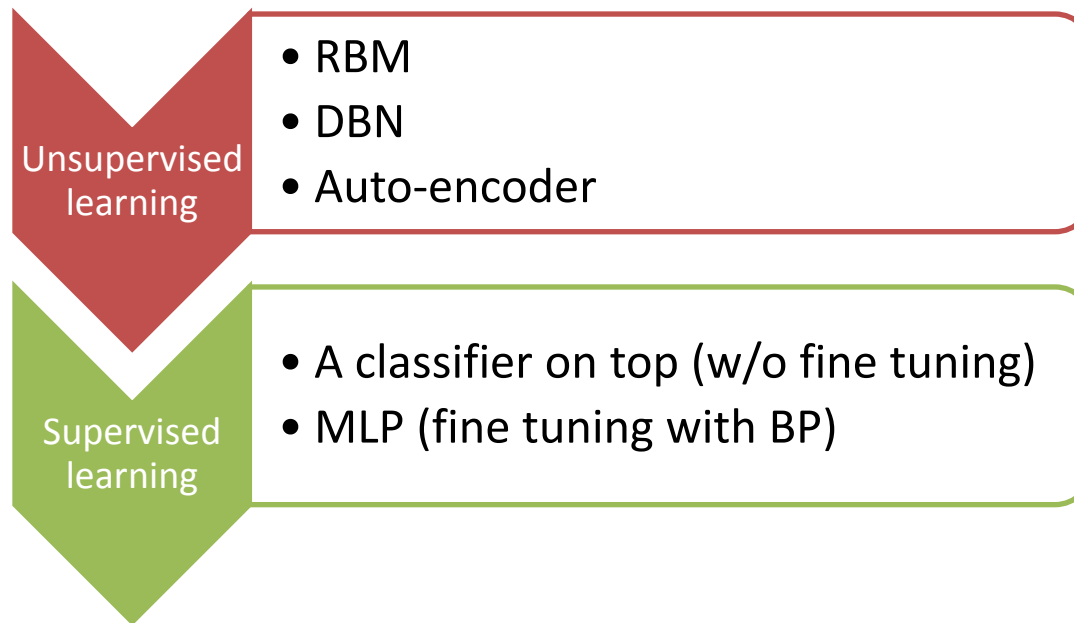 Unsupervised
learning
• RBM
• DBN
• Auto-encoder
Supervised
learning
• A classifier on top (w/o fine tuning)
• MLP (fine tuning with BP)